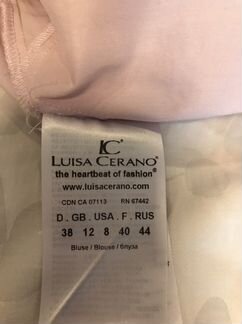 LC
LUISA CERANO®
the heartbeat of fashion®
www.luisacerano.com
CDN CA 07113 RN 67442
D . GB . USA . F . RUS
38 12 8 40 44
Bluse / Blouse / блуза